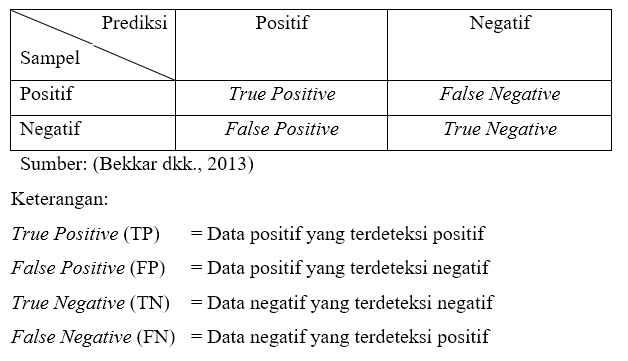 Prediksi Positif Negatif
Sampel
Positif True Positive False Negative
Negatif False Positive True Negative
Sumber: (Bekkar dkk., 2013)
Keterangan:
True Positive (TP) = Data positif yang terdeteksi positif
False Positive (FP) = Data positif yang terdeteksi negatif
True Negative (TN) = Data negatif yang terdeteksi negatif
False Negative (FN) = Data negatif yang terdeteksi positif